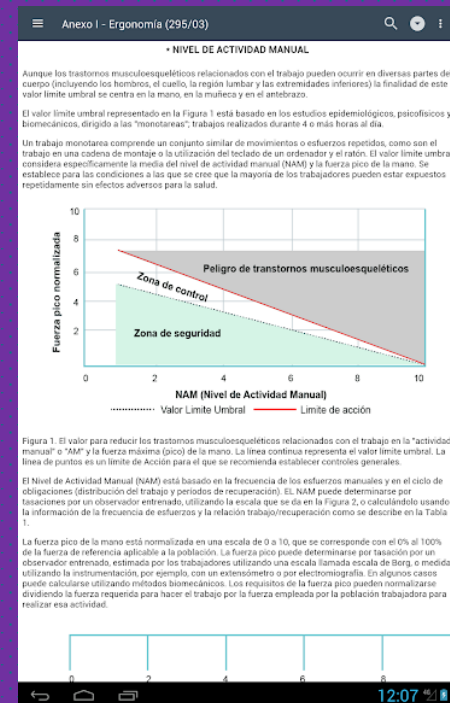 Anexo I - Ergonomía (295/03)
• NIVEL DE ACTIVIDAD MANUAL
Aunque los trastornos musculoesqueléticos relacionados con el trabajo pueden ocurrir en diversas partes de
cuerpo (incluyendo los hombros, el cuello, la región lumbar y las extremidades inferiores) la finalidad de este
valor límite umbral se centra en la mano, en la muñeca y en el antebrazo.
El valor límite umbral representado en la Figura 1 está basado en los estudios epidemiológicos, psicofísicos y
biomecánicos, dirigido a las "monotareas"; trabajos realizados durante 4 o más horas al día.
Un trabajo monotarea comprende un conjunto similar de movimientos o esfuerzos repetidos, como son el
trabajo en una cadena de montaje o la utilización del teclado de un ordenador y el ratón. El valor límite umbra
considera específicamente la media del nivel de actividad manual (NAM) y la fuerza pico de la mano. Se
establece para las condiciones a las que se cree que la mayoría de los trabajadores pueden estar expuestos
repetidamente sin efectos adversos para la salud.
10
8
6
4
2
Fuerza pico normalizada
Peligro de transtornos musculoesqueléticos
Zona de control
Zona de seguridad
0 2 4 6 8 10
NAM (Nivel de Actividad Manual)
Valor Limite Umbral Limite de acción
Figura 1. El valor para reducir los trastornos musculoesqueléticos relacionados con el trabajo en la "actividad
manual" o "AM" y la fuerza máxima (pico) de la mano. La línea continua representa el valor límite umbral. La
línea de puntos es un límite de Acción para el que se recomienda establecer controles generales.
El Nivel de Actividad Manual (NAM) está basado en la frecuencia de los esfuerzos manuales y en el ciclo de
obligaciones (distribución del trabajo y períodos de recuperación). EL NAM puede determinarse por
tasaciones por un observador entrenado, utilizando la escala que se da en la Figura 2, o calculándolo usando
la información de la frecuencia de esfuerzos y la relación trabajo/recuperación como se describe en la Tabla
1.
La fuerza pico de la mano está normalizada en una escala de 0 a 10, que se corresponde con el 0% al 100%
de la fuerza de referencia aplicable a la población. La fuerza pico puede determinarse por tasación por un
observador entrenado, estimada por los trabajadores utilizando una escala llamada escala de Borg, o medida
utilizando la instrumentación, por ejemplo, con un extensómetro o por electromiografía. En algunos casos
puede calcularse utilizando métodos biomecánicos. Los requisitos de la fuerza pico pueden normalizarse
dividiendo la fuerza requerida para hacer el trabajo por la fuerza empleada por la población trabajadora para
realizar esa actividad.
0 2 4 6 8
12:07